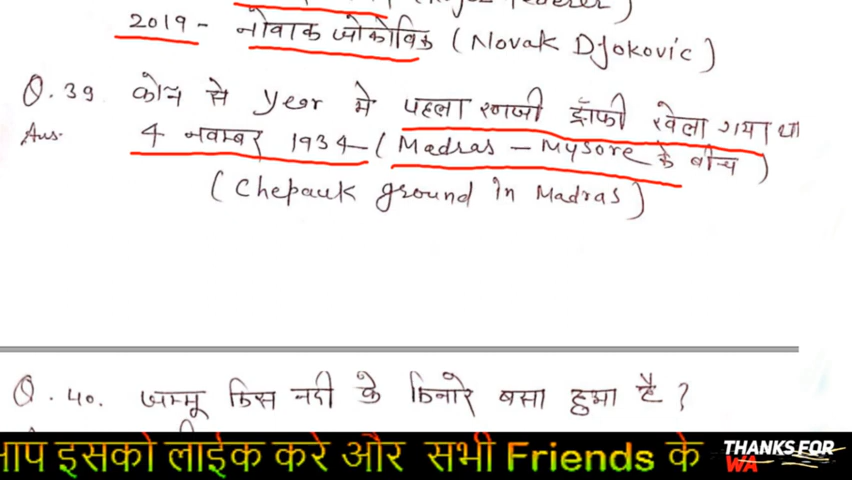 2019 - नोवाक जोकोविक (Novak Djokovic)
Q.39 कौन से year मे पहला रणजी ट्रॉफी खेला गया था
Ans. 4 नवम्बर 1934 - (Madras - Mysore के बीच)
(Chepauk ground in Madras)
Q.40. जम्मू किस नदी के किनारे बसा हुआ है?
आप इसको लाईक करे और सभी Friends के
THANKS FOR
WA